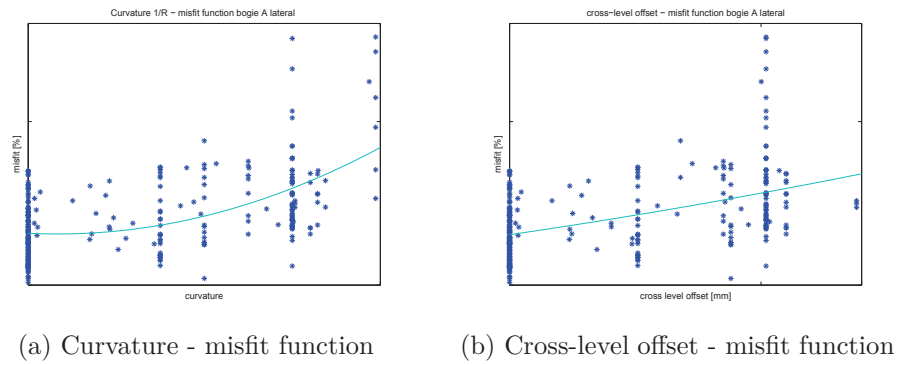 Curvature 1/R − misfit function bogie A lateral
misfit [%]
curvature
(a) Curvature - misfit function
cross−level offset − misfit function bogie A lateral
misfit [%]
cross level offset [mm]
(b) Cross-level offset - misfit function